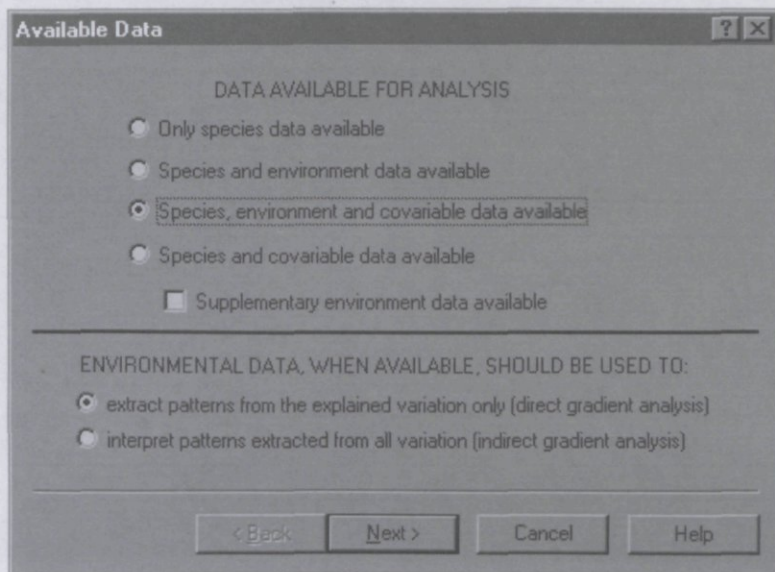 Available Data
DATA AVAILABLE FOR ANALYSIS
Only species data available
Species and environment data available
Species, environment and covariable data available
Species and covariable data available
Supplementary environment data available
ENVIRONMENTAL DATA, WHEN AVAILABLE, SHOULD BE USED TO:
extract patterns from the explained variation only (direct gradient analysis)
interpret patterns extracted from all variation (indirect gradient analysis)
< Back Next > Cancel Help